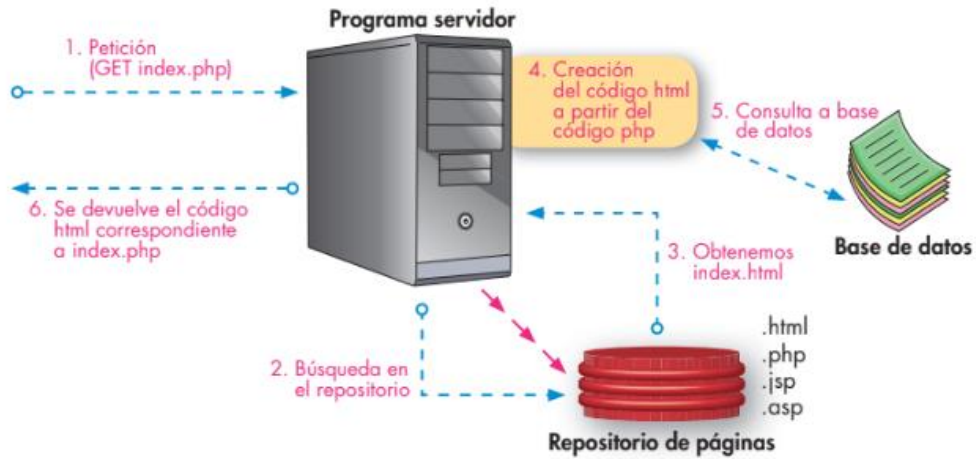 Programa servidor
1. Petición
(GET index.php)
4. Creación
del código html
a partir del
código php
5. Consulta a base
de datos
6. Se devuelve el código
html correspondiente
a index.php
Base de datos
3. Obtenemos
index.html
2. Búsqueda en
el repositorio
.html
.php
.jsp
.asp
Repositorio de páginas